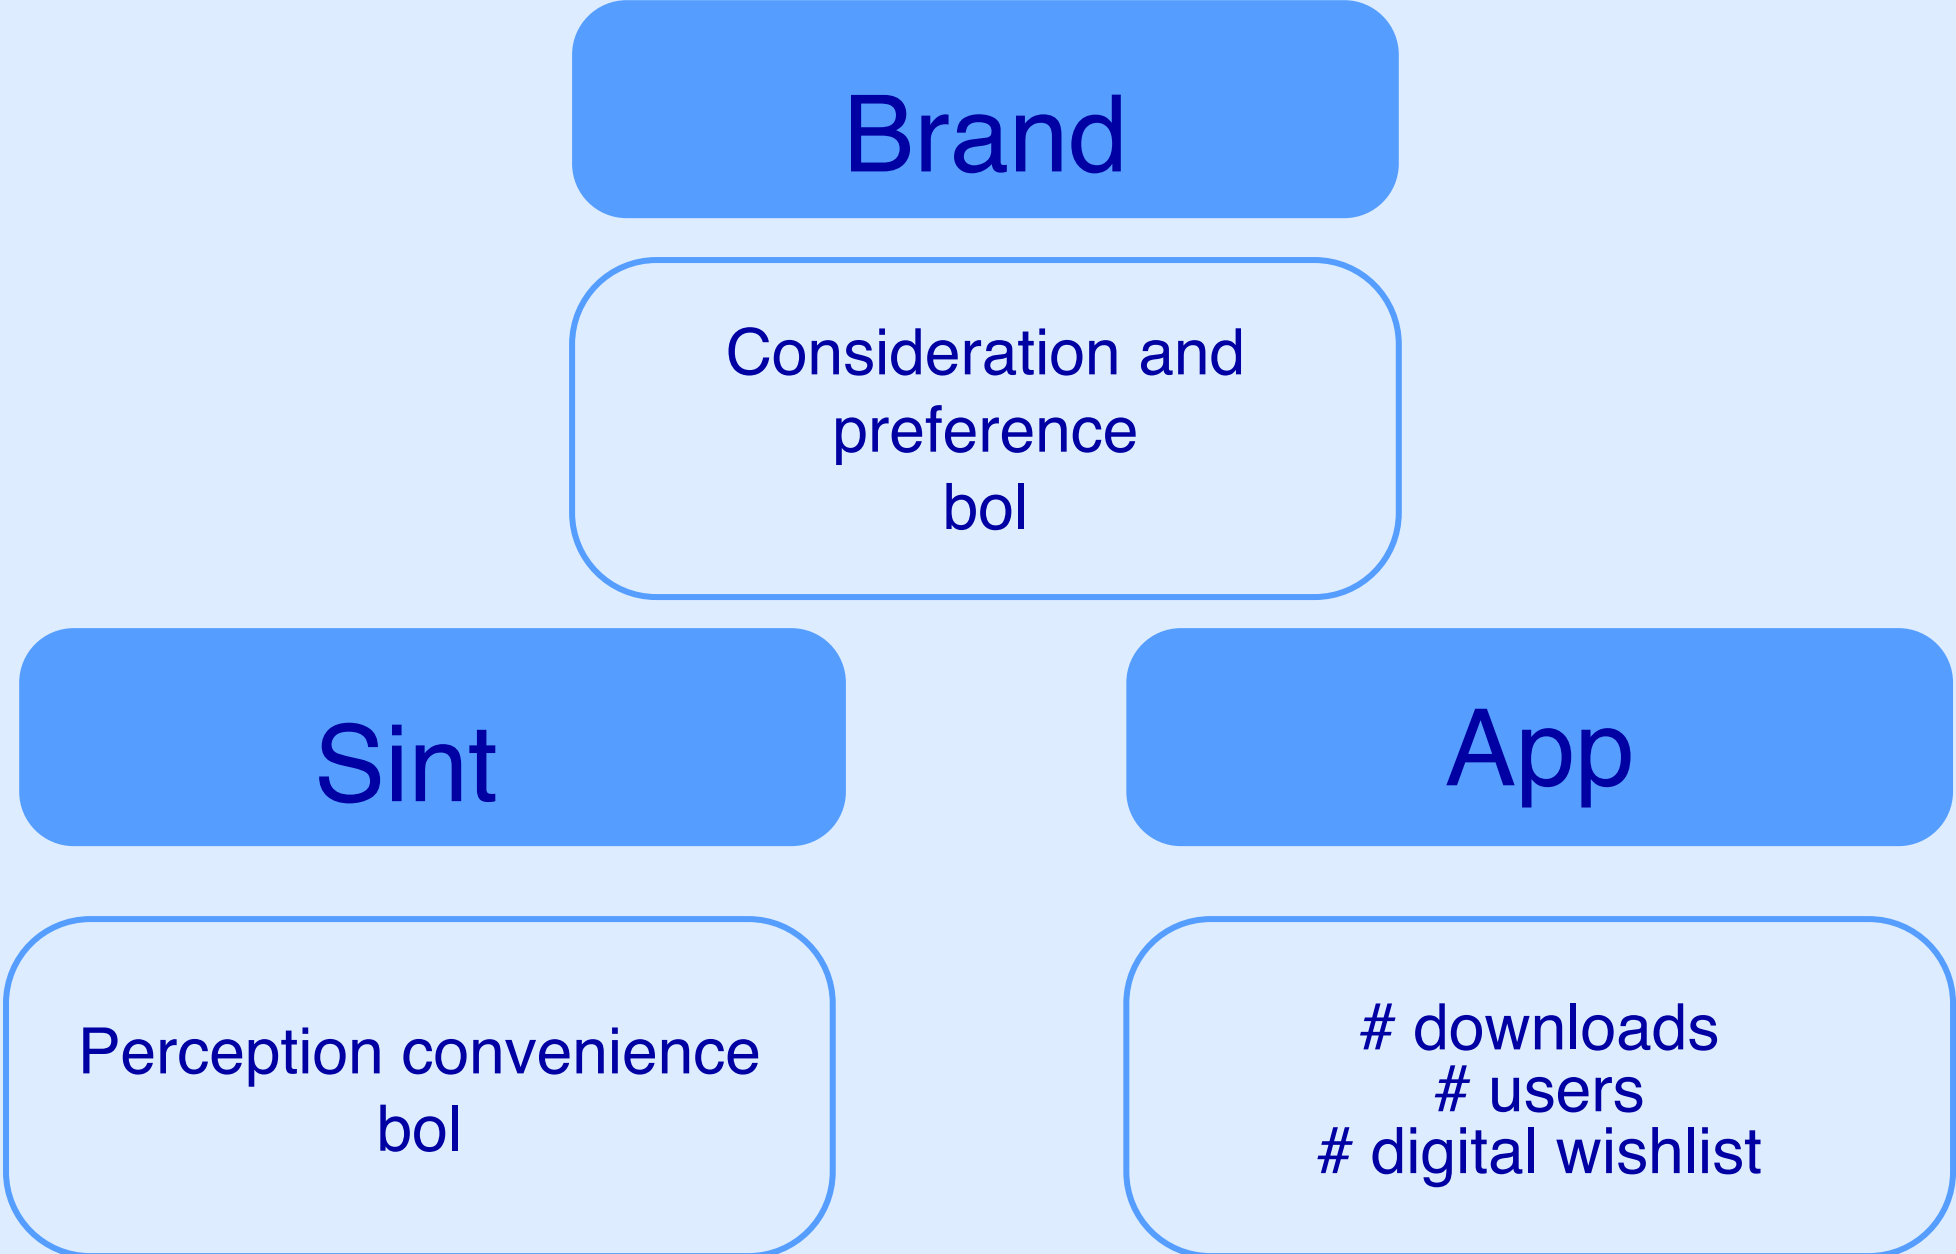 Brand
Consideration and
preference
bol
Sint
Perception convenience
bol
App
# downloads
# users
# digital wishlist